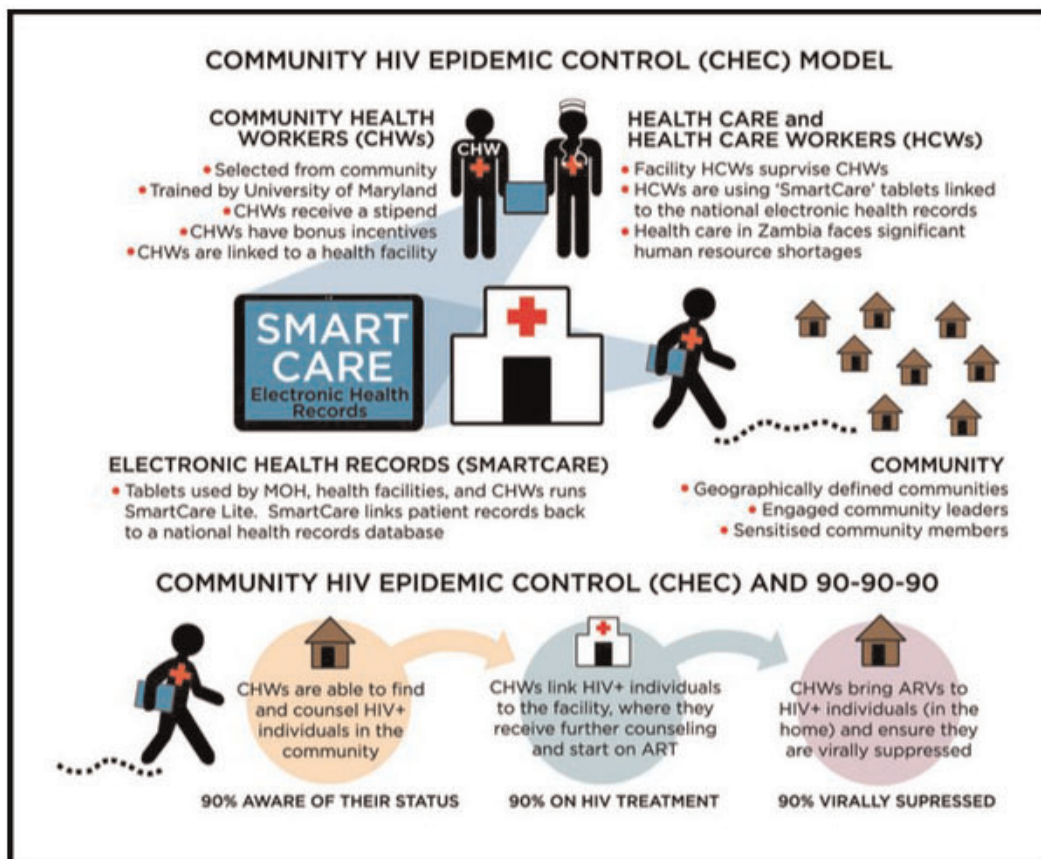 COMMUNITY HIV EPIDEMIC CONTROL (CHEC) MODEL
COMMUNITY HEALTH
WORKERS (CHWs)
• Selected from community
• Trained by University of Maryland
• CHWs receive a stipend
• CHWs have bonus incentives
• CHWs are linked to a health facility
CHW
HEALTH CARE and
HEALTH CARE WORKERS (HCWs)
• Facility HCWs suprvise CHWs
• HCWs are using 'SmartCare' tablets linked
to the national electronic health records
• Health care in Zambia faces significant
human resource shortages
SMART
CARE
Electronic Health
Records
ELECTRONIC HEALTH RECORDS (SMARTCARE)
• Tablets used by MOH, health facilities, and CHWs runs
SmartCare Lite. SmartCare links patient records back
to a national health records database
COMMUNITY
• Geographically defined communities
• Engaged community leaders
• Sensitised community members
COMMUNITY HIV EPIDEMIC CONTROL (CHEC) AND 90-90-90
CHWs are able to find
and counsel HIV+
individuals in the
community
90% AWARE OF THEIR STATUS
CHWs link HIV+ individuals
to the facility, where they
receive further counseling
and start on ART
90% ON HIV TREATMENT
CHWs bring ARVs to
HIV+ individuals (in the
home) and ensure they
are virally suppressed
90% VIRALLY SUPRESSED